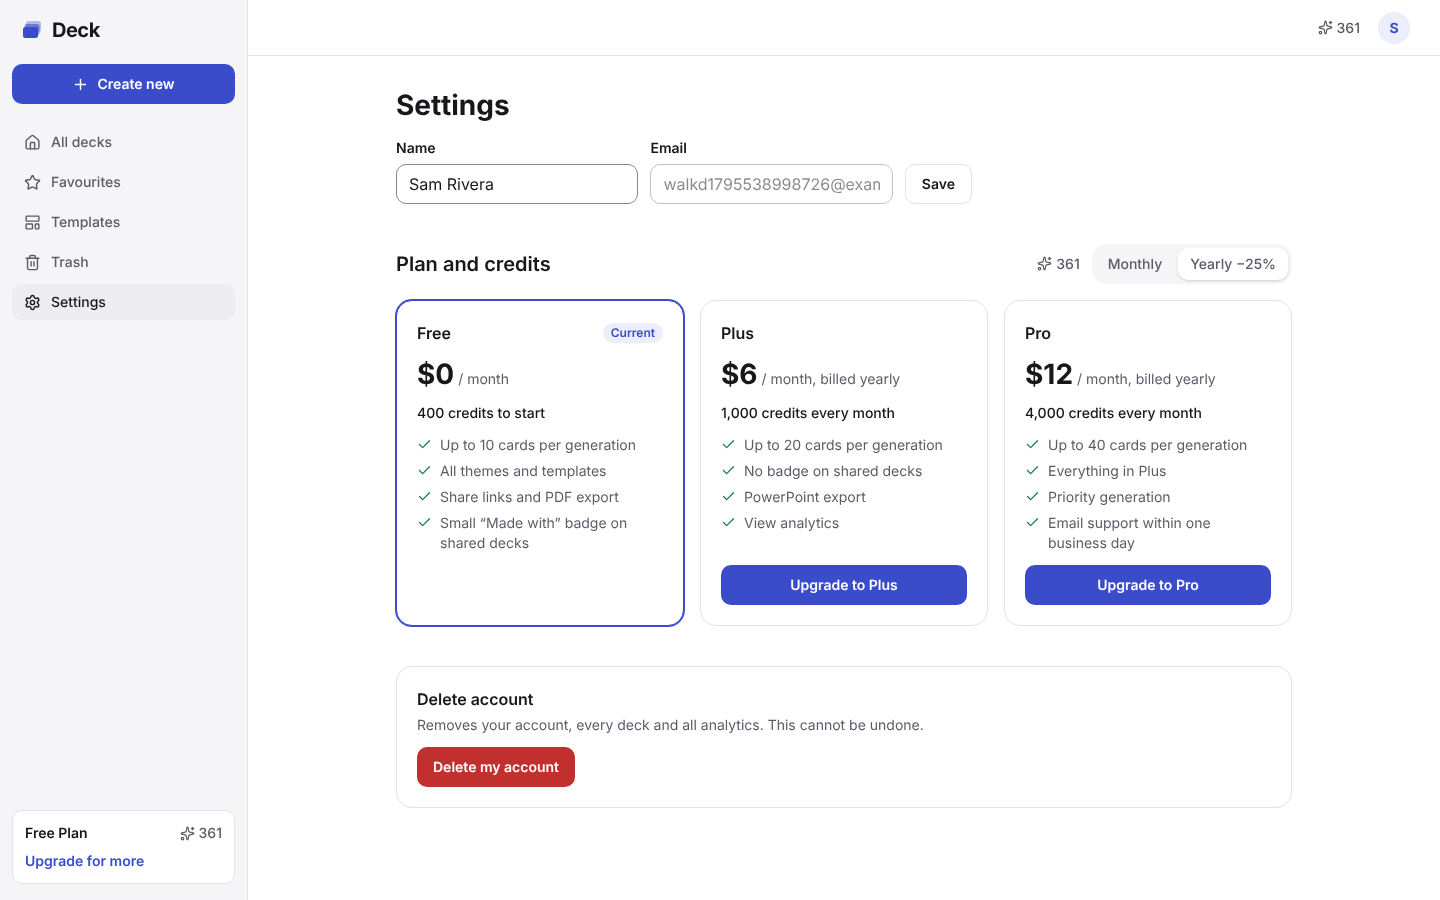 Deck
Create new
All decks
Favourites
Templates
Trash
Settings
Free Plan
361
Upgrade for more
361
S
Settings
Name
Email
Sam Rivera
walkd1795538998726@exan
Save
Plan and credits
361
Monthly
Yearly −25%
Free
Current
$0 / month
400 credits to start
Up to 10 cards per generation
All themes and templates
Share links and PDF export
Small “Made with” badge on
shared decks
Plus
$6 / month, billed yearly
1,000 credits every month
Up to 20 cards per generation
No badge on shared decks
PowerPoint export
View analytics
Upgrade to Plus
Pro
$12 / month, billed yearly
4,000 credits every month
Up to 40 cards per generation
Everything in Plus
Priority generation
Email support within one
business day
Upgrade to Pro
Delete account
Removes your account, every deck and all analytics. This cannot be undone.
Delete my account